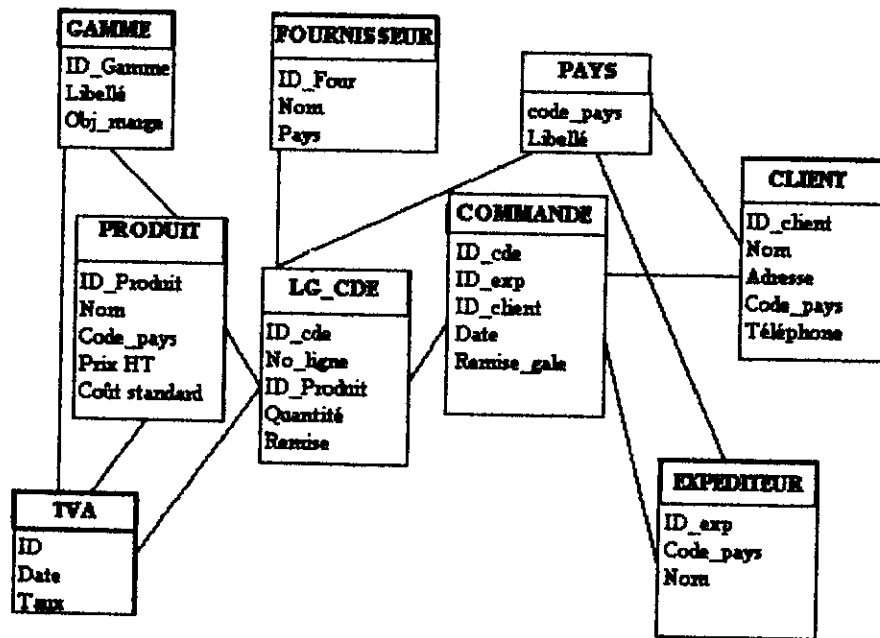 GAMME
ID_Gamme
Libellé
Obj_marge
FOURNISSEUR
ID_Four
Nom
Pays
PAYS
code_pays
Libellé
CLIENT
ID_client
Nom
Adresse
Code_pays
Téléphone
PRODUIT
ID_Produit
Nom
Code_pays
Prix HT
Coût standard
LG_CDE
ID_cde
No_ligne
ID_Produit
Quantité
Remise
COMMANDE
ID_cde
ID_exp
ID_client
Date
Remise_gale
TVA
ID
Date
Taux
EXPEDITEUR
ID_exp
Code_pays
Nom